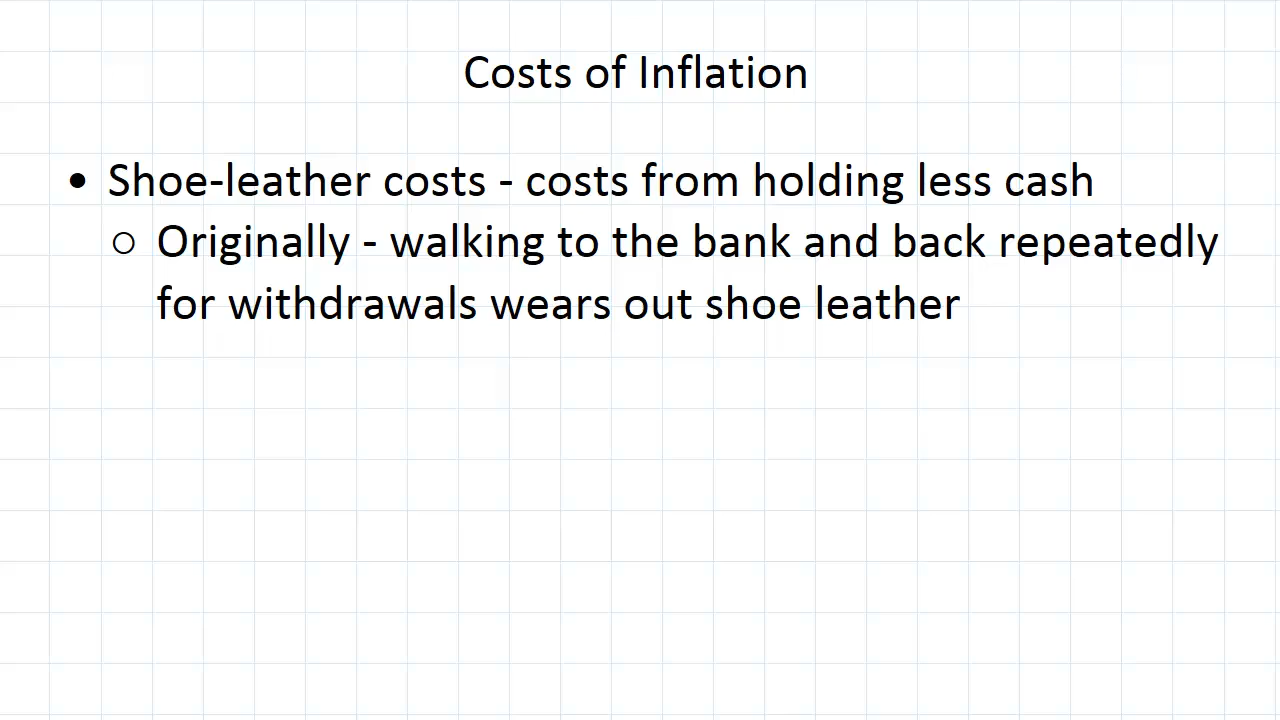 Costs of Inflation
• Shoe-leather costs - costs from holding less cash
○ Originally - walking to the bank and back repeatedly
for withdrawals wears out shoe leather